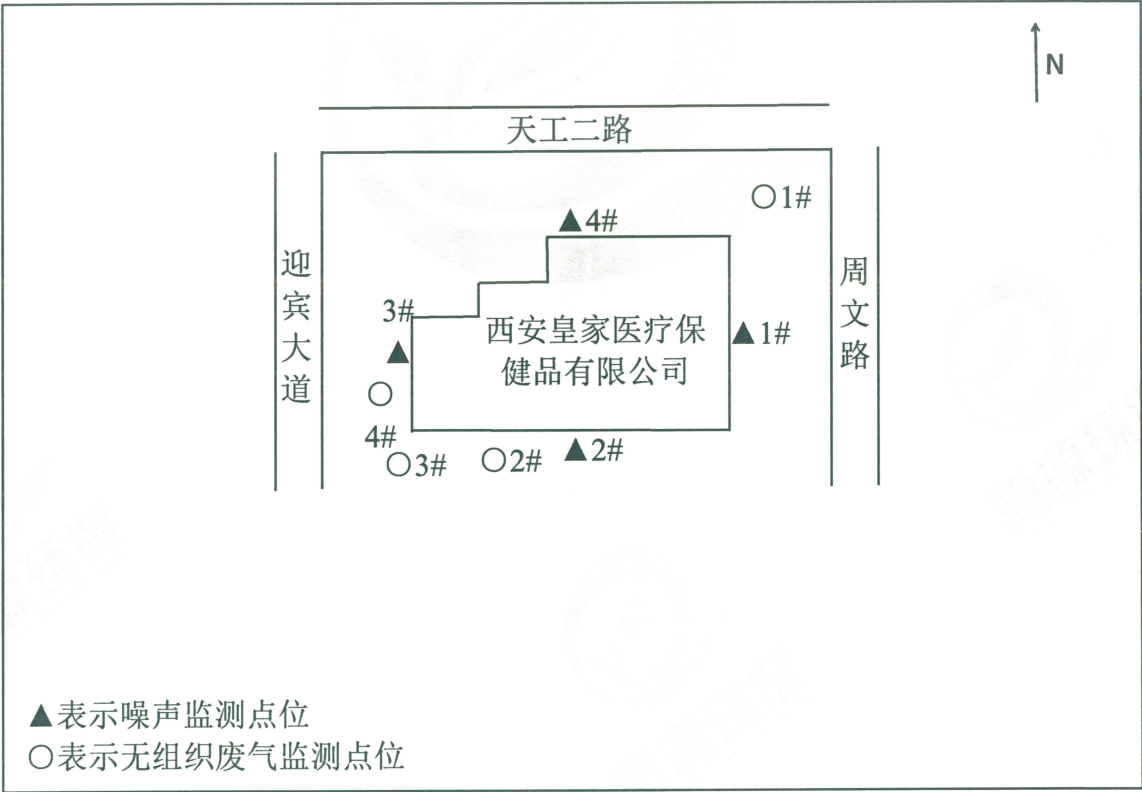 N
天工二路
○1#
▲4#
迎宾大道
周文路
3#
▲
西安皇家医疗保
健品有限公司
▲1#
○
4#
○3#
○2#
▲2#
▲表示噪声监测点位
○表示无组织废气监测点位